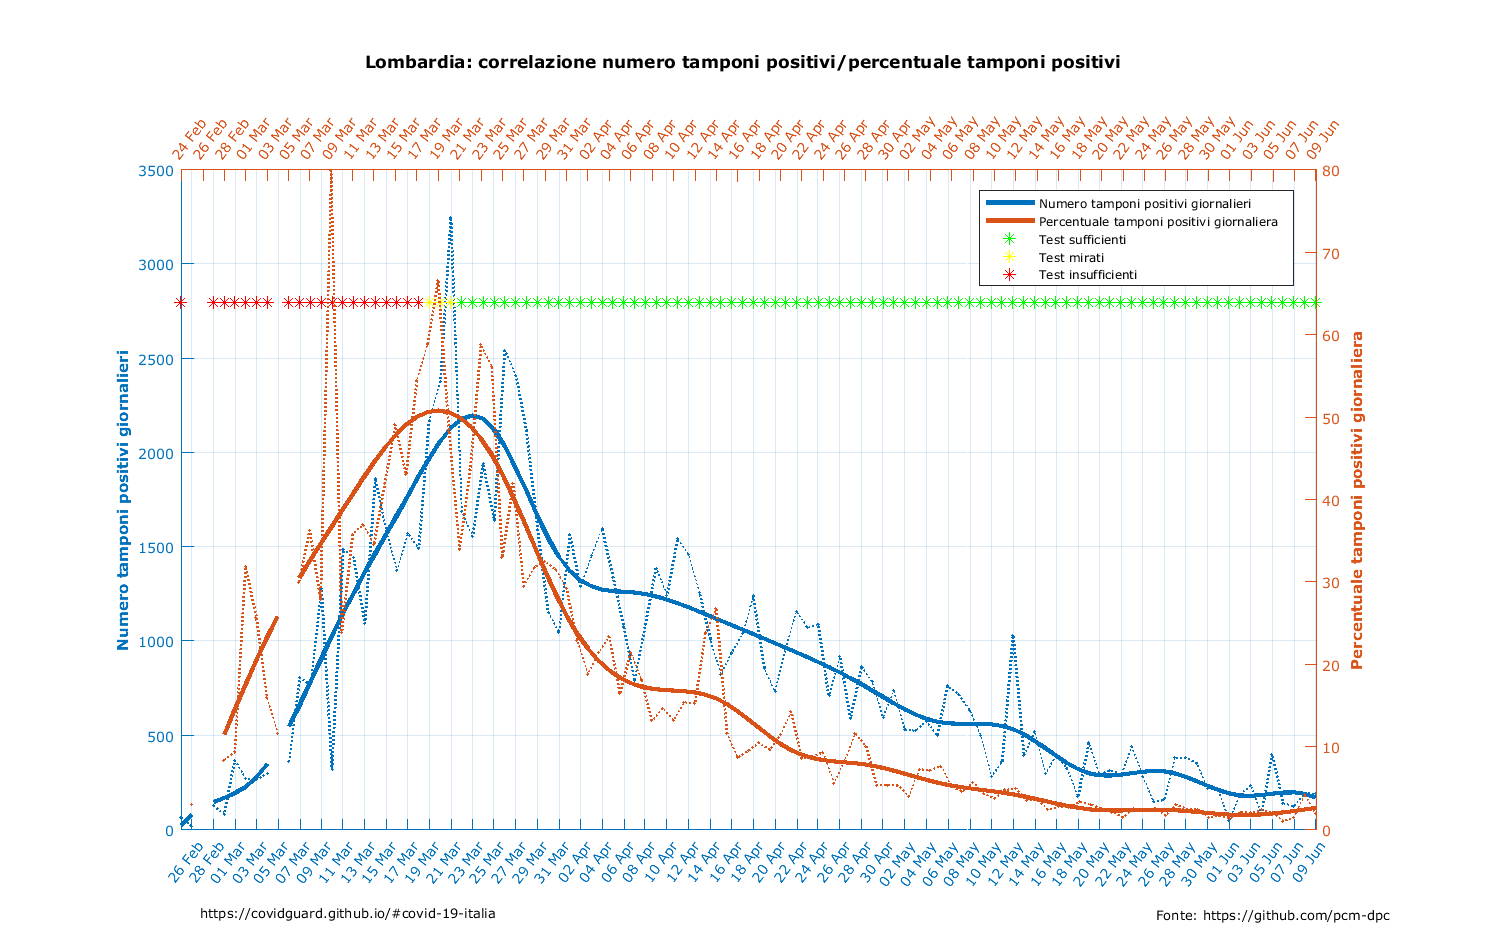 Lombardia: correlazione numero tamponi positivi/percentuale tamponi positivi
24 Feb 26 Feb 28 Feb 01 Mar 03 Mar 05 Mar 07 Mar 09 Mar 11 Mar 13 Mar 15 Mar 17 Mar 19 Mar 21 Mar 23 Mar 25 Mar 27 Mar 29 Mar 31 Mar 02 Apr 04 Apr 06 Apr 08 Apr 10 Apr 12 Apr 14 Apr 16 Apr 18 Apr 20 Apr 22 Apr 24 Apr 26 Apr 28 Apr 30 Apr 02 May 04 May 06 May 08 May 10 May 12 May 14 May 16 May 18 May 20 May 22 May 24 May 26 May 28 May 30 May 01 Jun 03 Jun 05 Jun 07 Jun 09 Jun
Numero tamponi positivi giornalieri
3500
3000
2500
2000
1500
1000
500
0
Numero tamponi positivi giornalieri
Percentuale tamponi positivi giornaliera
Test sufficienti
Test mirati
Test insufficienti
80
70
60
50
40
30
20
10
0
Percentuale tamponi positivi giornaliera
26 Feb 28 Feb 01 Mar 03 Mar 05 Mar 07 Mar 09 Mar 11 Mar 13 Mar 15 Mar 17 Mar 19 Mar 21 Mar 23 Mar 25 Mar 27 Mar 29 Mar 31 Mar 02 Apr 04 Apr 06 Apr 08 Apr 10 Apr 12 Apr 14 Apr 16 Apr 18 Apr 20 Apr 22 Apr 24 Apr 26 Apr 28 Apr 30 Apr 02 May 04 May 06 May 08 May 10 May 12 May 14 May 16 May 18 May 20 May 22 May 24 May 26 May 28 May 30 May 01 Jun 03 Jun 05 Jun 07 Jun 09 Jun
https://covidguard.github.io/#covid-19-italia
Fonte: https://github.com/pcm-dpc